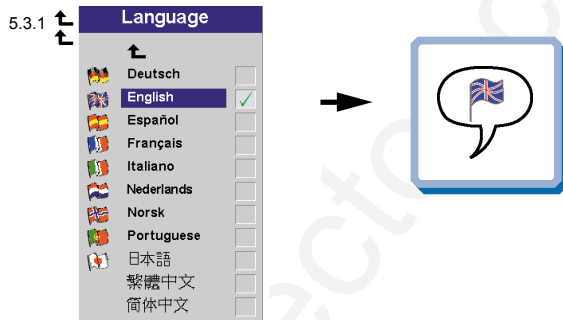 5.3.1
Language
Deutsch
English
Español
Français
Italiano
Nederlands
Norsk
Portuguese
日本語
繁體中文
简体中文